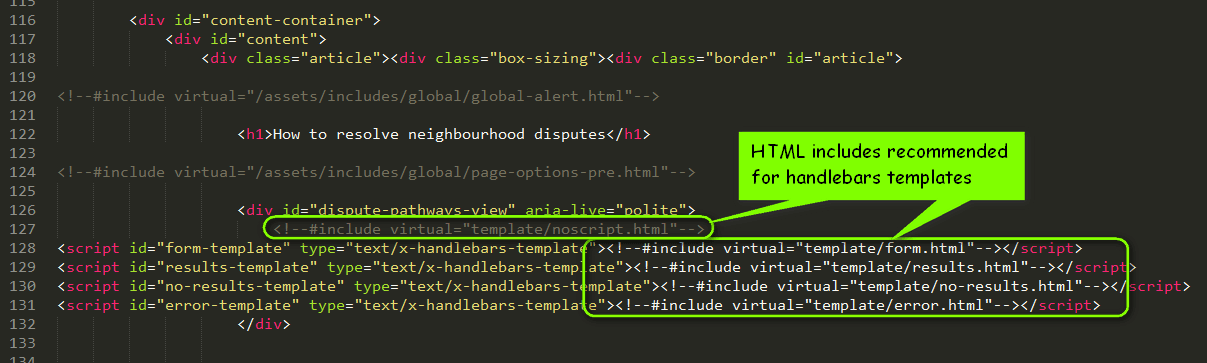 115
116 <div id="content-container">
117 <div id="content">
118 <div class="article"><div class="box-sizing"><div class="border" id="article">
119
120 <!--#include virtual="/assets/includes/global/global-alert.html"-->
121
122 <h1>How to resolve neighbourhood disputes</h1>
123
124 <!--#include virtual="/assets/includes/global/page-options-pre.html"-->
125
126 <div id="dispute-pathways-view" aria-live="polite">
127 <!--#include virtual="template/noscript.html"-->
128 <script id="form-template" type="text/x-handlebars-template"><!--#include virtual="template/form.html"--></script>
129 <script id="results-template" type="text/x-handlebars-template"><!--#include virtual="template/results.html"--></script>
130 <script id="no-results-template" type="text/x-handlebars-template"><!--#include virtual="template/no-results.html"--></script>
131 <script id="error-template" type="text/x-handlebars-template"><!--#include virtual="template/error.html"--></script>
132 </div>
133
134
HTML includes recommended
for handlebars templates